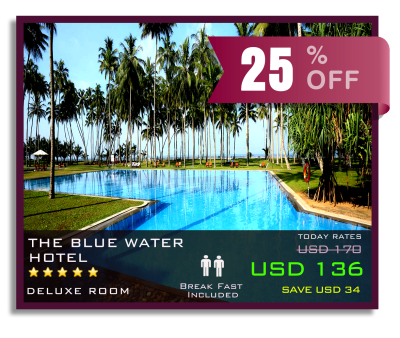 25 % OFF
THE BLUE WATER
HOTEL
DELUXE ROOM
Break Fast
Included
TODAY RATES
USD 170
USD 136
SAVE USD 34